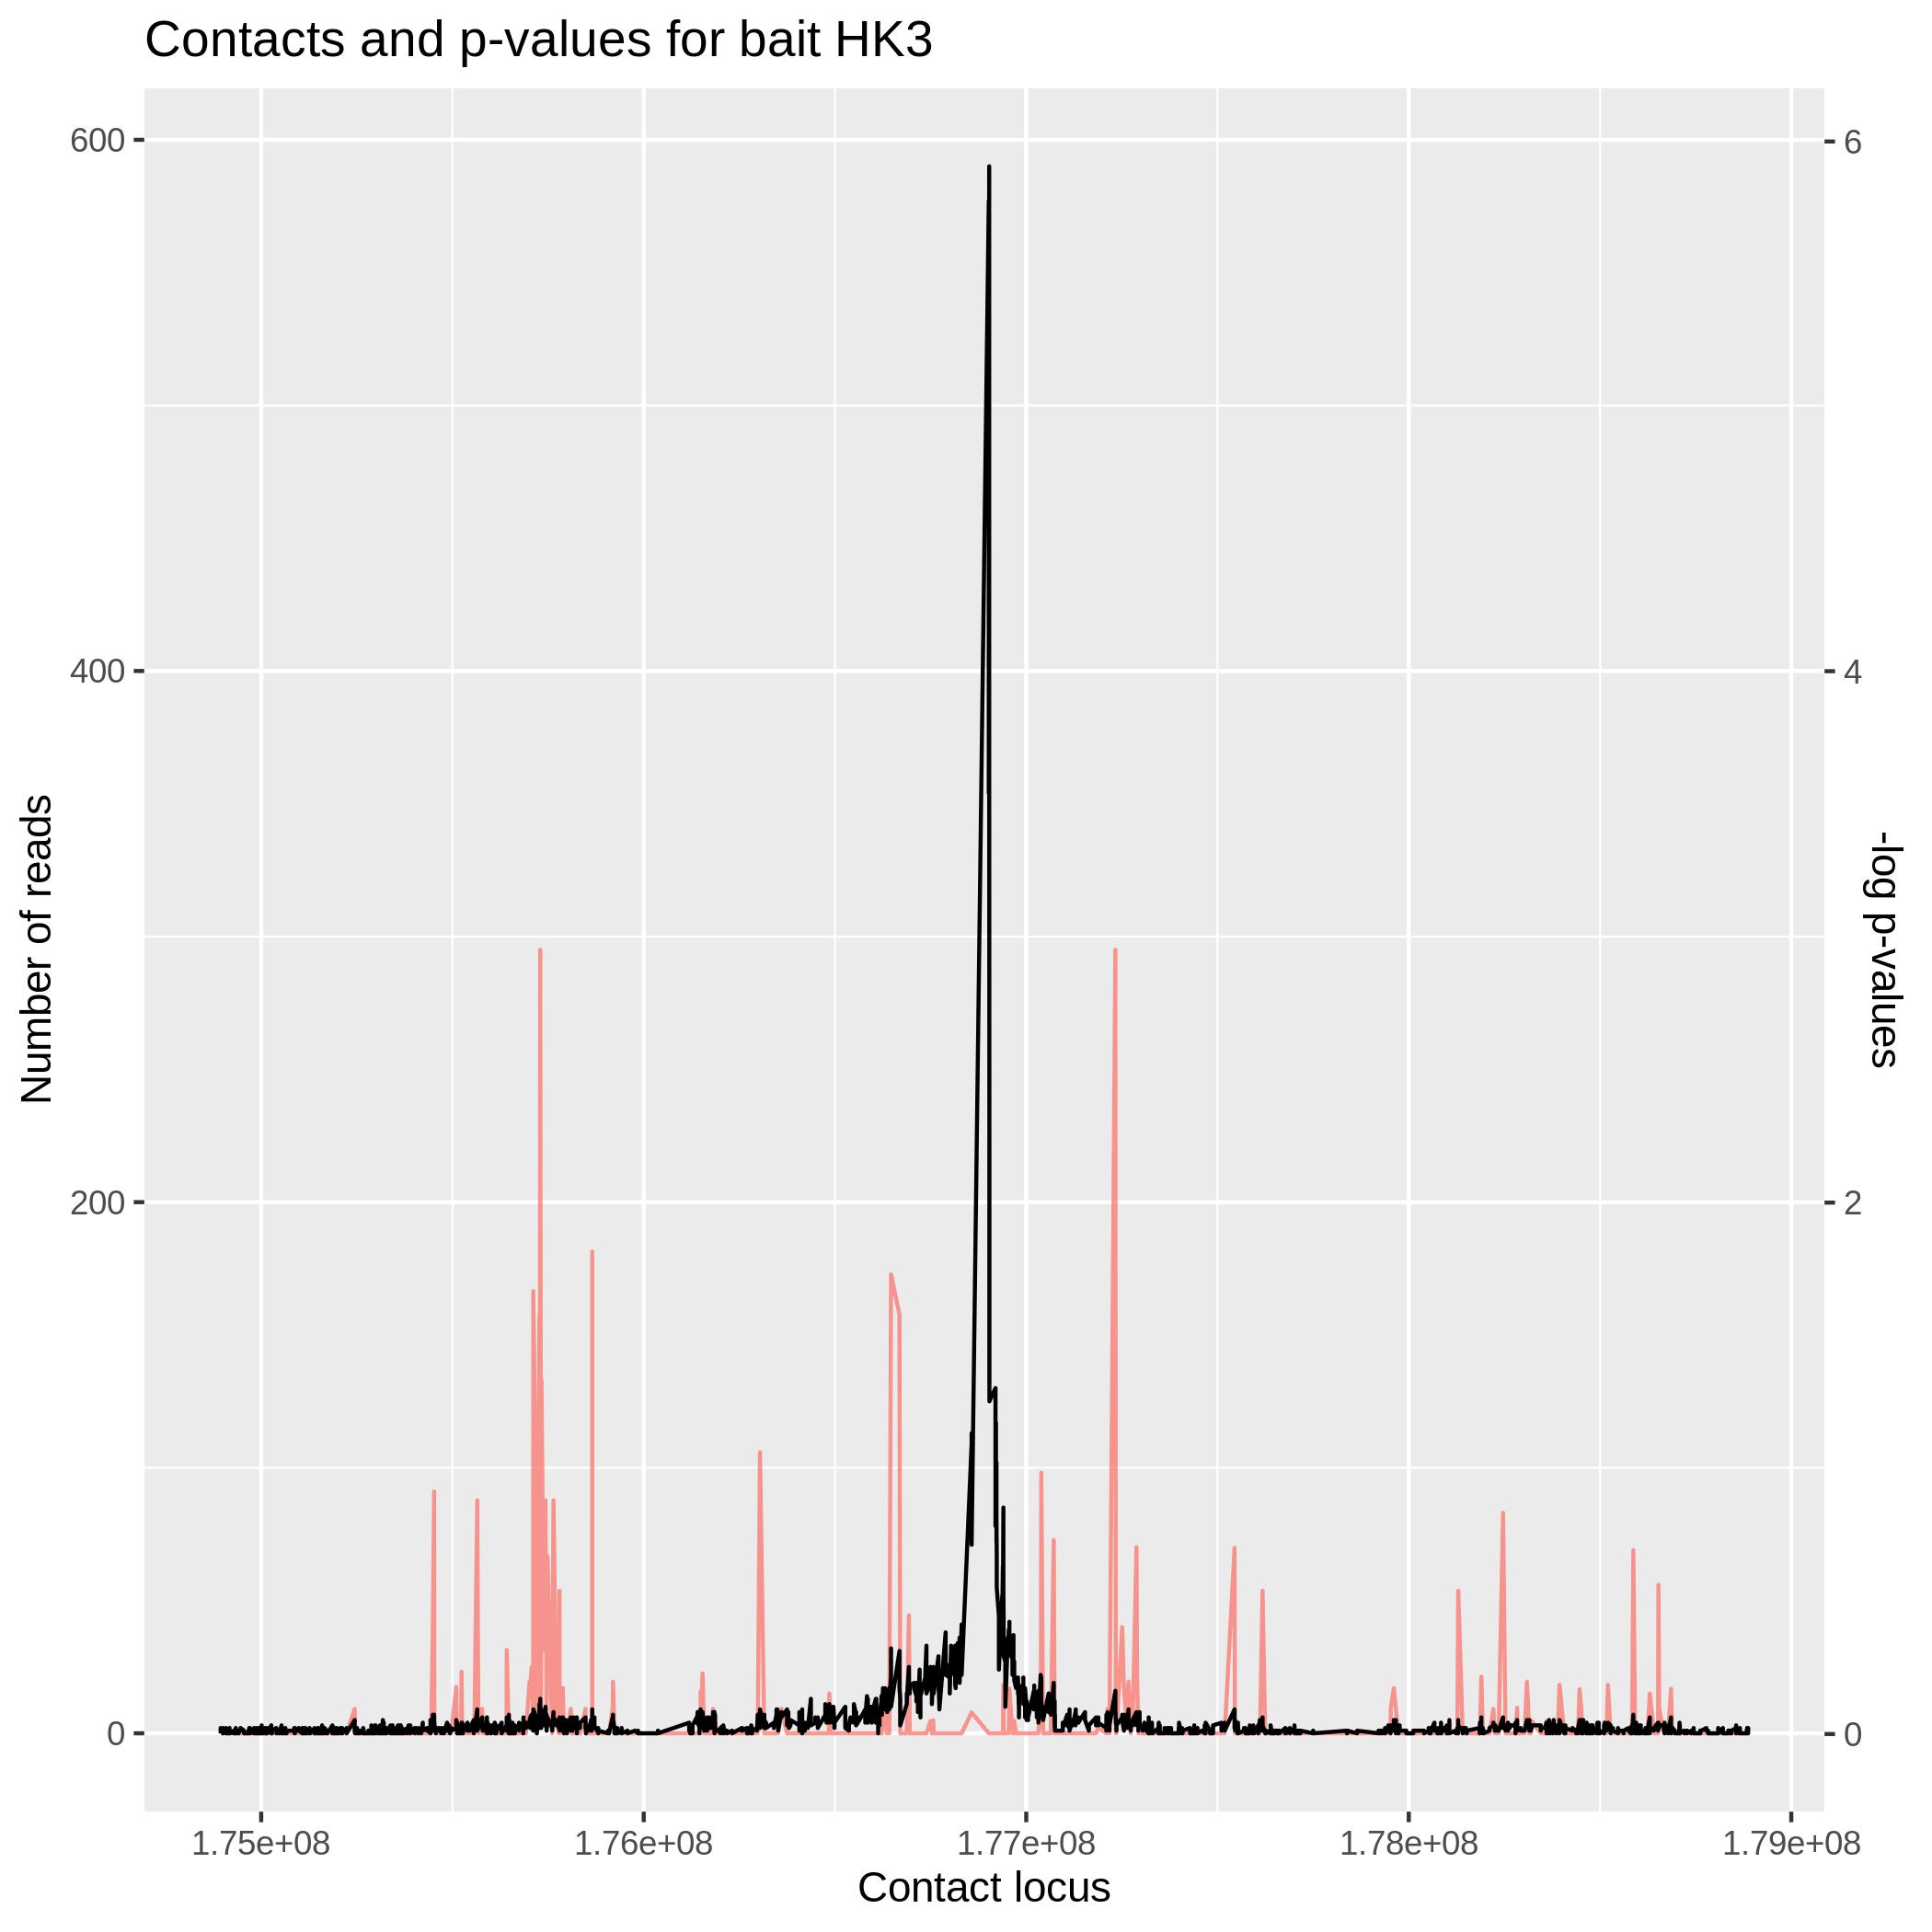 Contacts and p-values for bait HK3
600
400
200
0
Number of reads
6
4
2
0
-log p-values
1.75e+08
1.76e+08
1.77e+08
1.78e+08
1.79e+08
Contact locus